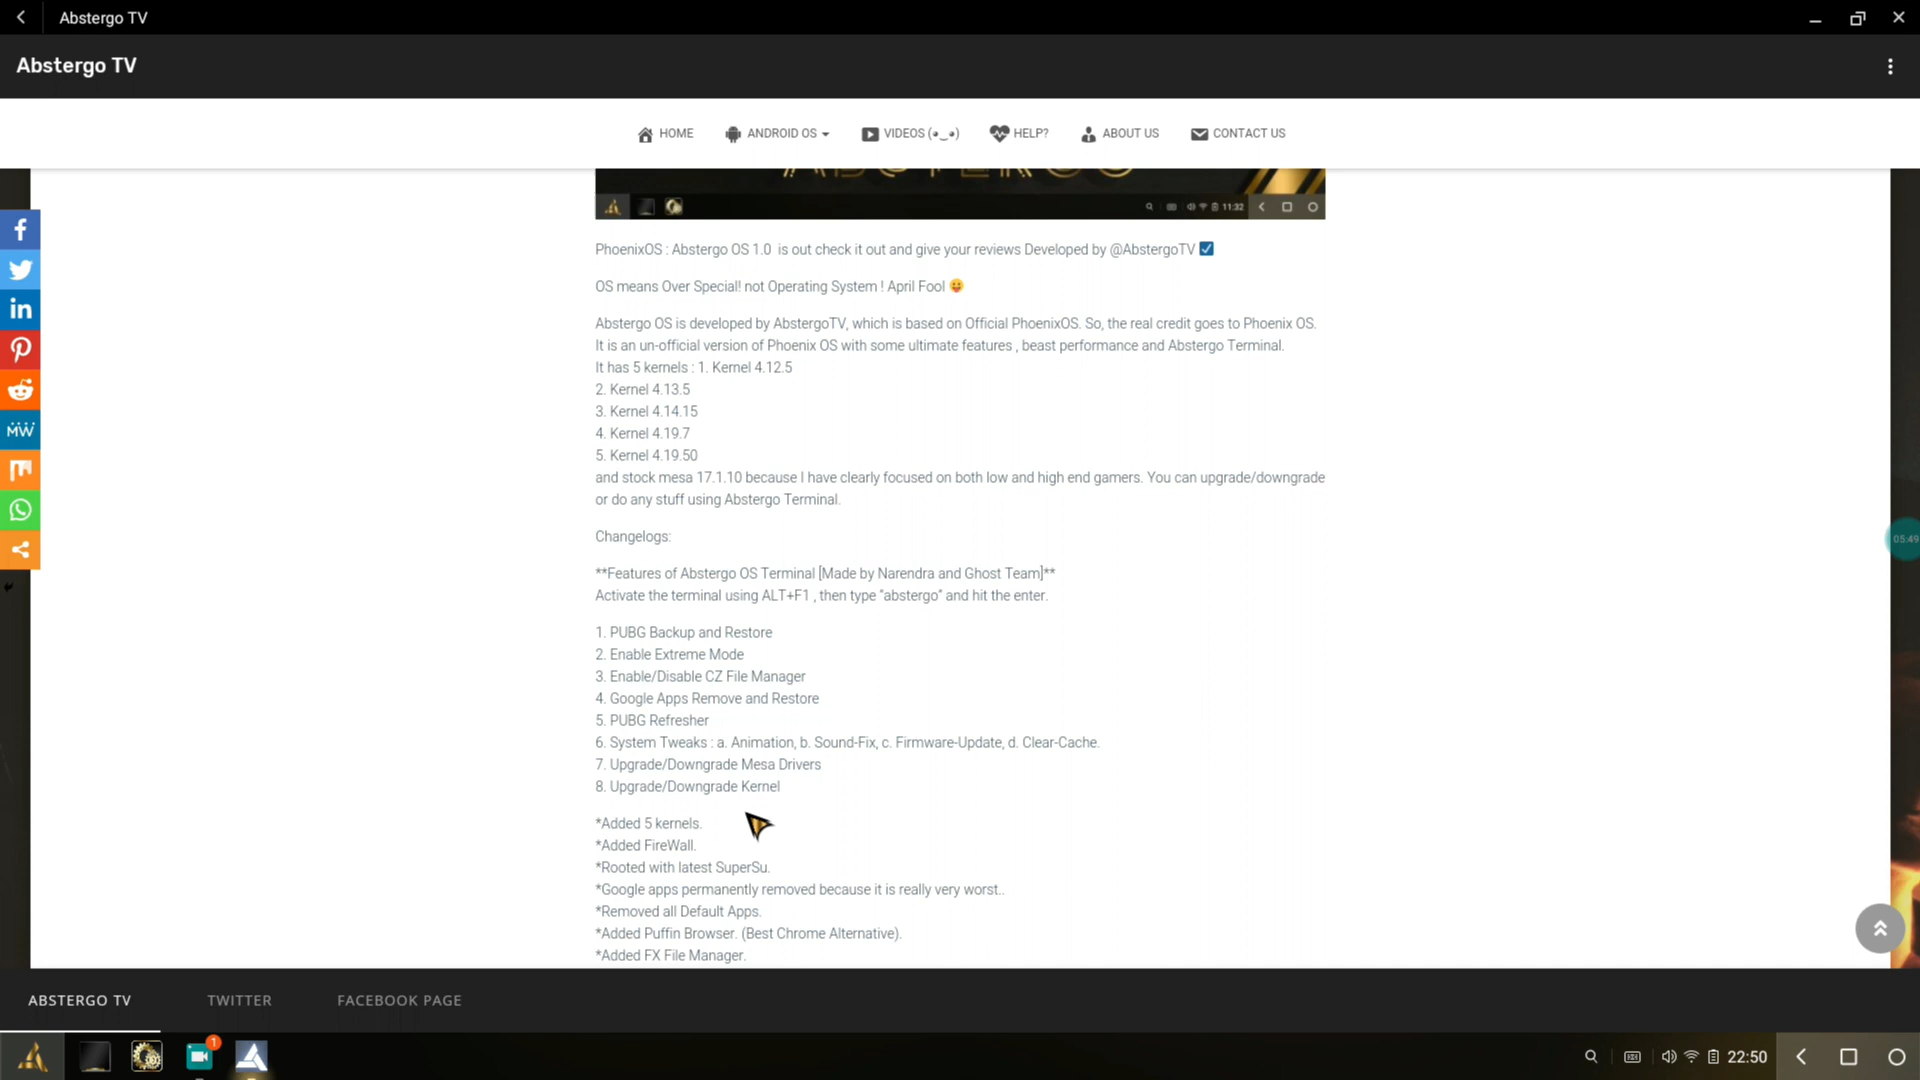 Abstergo TV
Abstergo TV
HOME
ANDROID OS
VIDEOS (◕‿◕)
HELP?
ABOUT US
CONTACT US
11:32
PhoenixOS : Abstergo OS 1.0 is out check it out and give your reviews Developed by @AbstergoTV ☑
OS means Over Special! not Operating System ! April Fool 😛
Abstergo OS is developed by AbstergoTV, which is based on Official PhoenixOS. So, the real credit goes to Phoenix OS.
It is an un-official version of Phoenix OS with some ultimate features , beast performance and Abstergo Terminal.
It has 5 kernels : 1. Kernel 4.12.5
2. Kernel 4.13.5
3. Kernel 4.14.15
4. Kernel 4.19.7
5. Kernel 4.19.50
and stock mesa 17.1.10 because I have clearly focused on both low and high end gamers. You can upgrade/downgrade
or do any stuff using Abstergo Terminal.
Changelogs:
**Features of Abstergo OS Terminal [Made by Narendra and Ghost Team]**
Activate the terminal using ALT+F1 , then type “abstergo” and hit the enter.
1. PUBG Backup and Restore
2. Enable Extreme Mode
3. Enable/Disable CZ File Manager
4. Google Apps Remove and Restore
5. PUBG Refresher
6. System Tweaks : a. Animation, b. Sound-Fix, c. Firmware-Update, d. Clear-Cache.
7. Upgrade/Downgrade Mesa Drivers
8. Upgrade/Downgrade Kernel
*Added 5 kernels.
*Added FireWall.
*Rooted with latest SuperSu.
*Google apps permanently removed because it is really very worst..
*Removed all Default Apps.
*Added Puffin Browser. (Best Chrome Alternative).
*Added FX File Manager.
MW
05:49
ABSTERGO TV
TWITTER
FACEBOOK PAGE
1
22:50